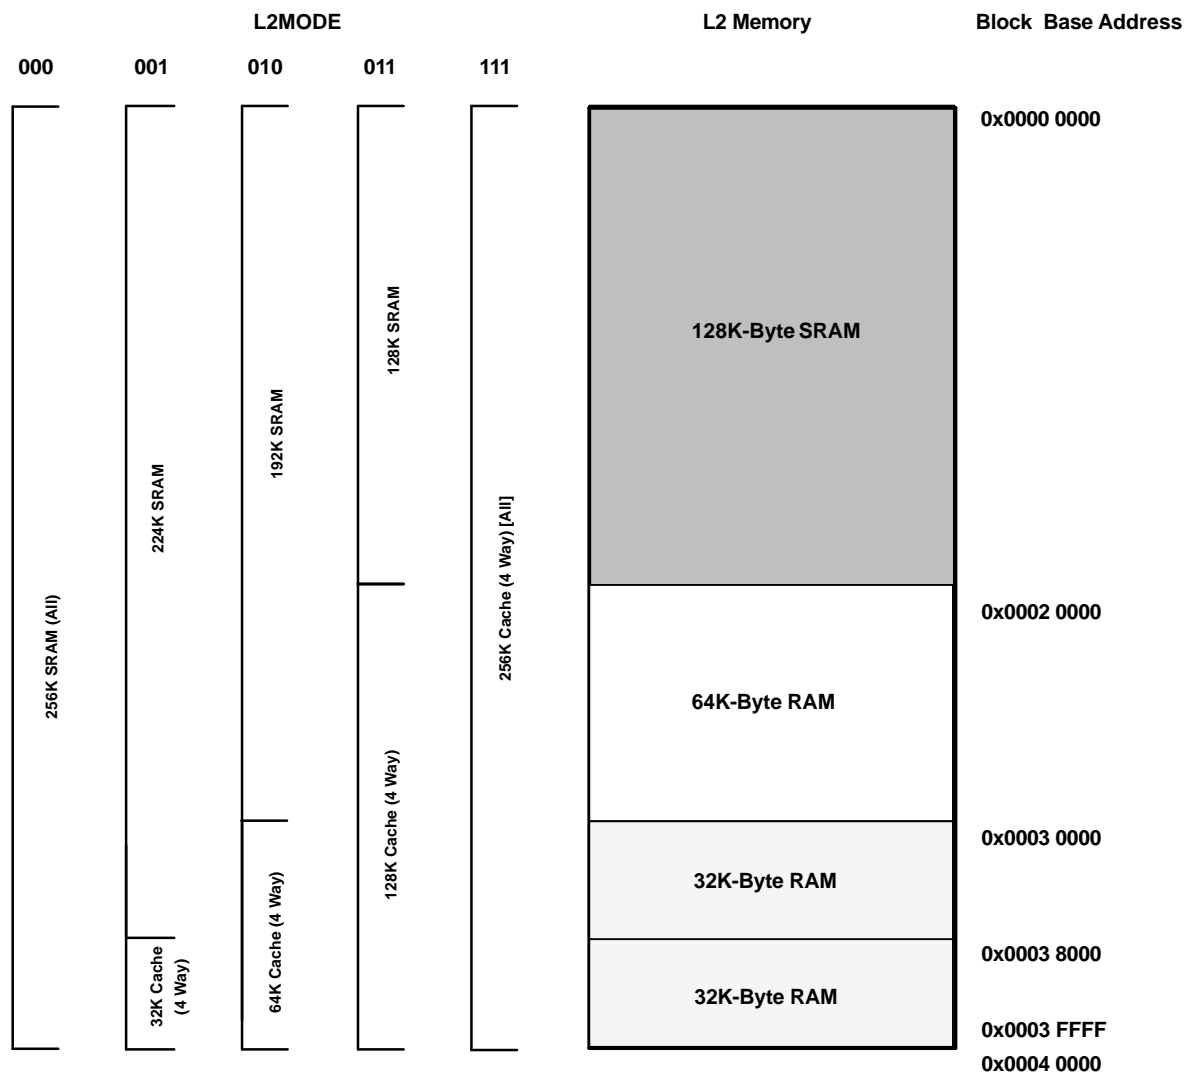 L2MODE
L2 Memory
Block Base Address
000
001
010
011
111
0x0000 0000
128K SRAM
128K-Byte SRAM
192K SRAM
224K SRAM
256K Cache (4 Way) [All]
0x0002 0000
256K SRAM (All)
64K-Byte RAM
128K Cache (4 Way)
0x0003 0000
32K-Byte RAM
64K Cache (4 Way)
0x0003 8000
32K Cache
(4 Way)
32K-Byte RAM
0x0003 FFFF
0x0004 0000